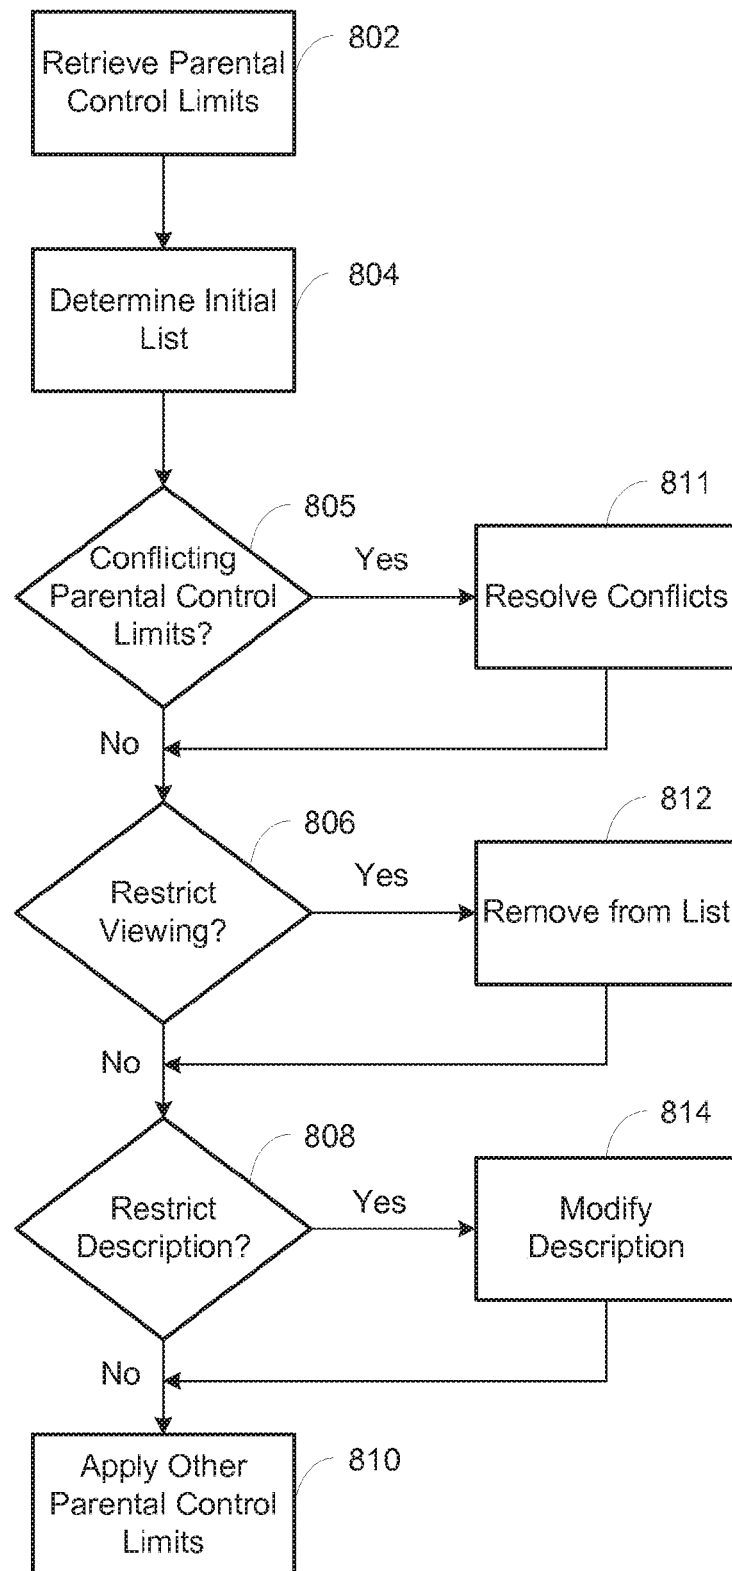 802
Retrieve Parental
Control Limits
804
Determine Initial
List
811
805
Conflicting
Parental Control
Limits?
Yes
Resolve Conflicts
No
812
806
Restrict
Viewing?
Yes
Remove from List
No
814
808
Restrict
Description?
Yes
Modify
Description
No
Apply Other
Parental Control
Limits
810